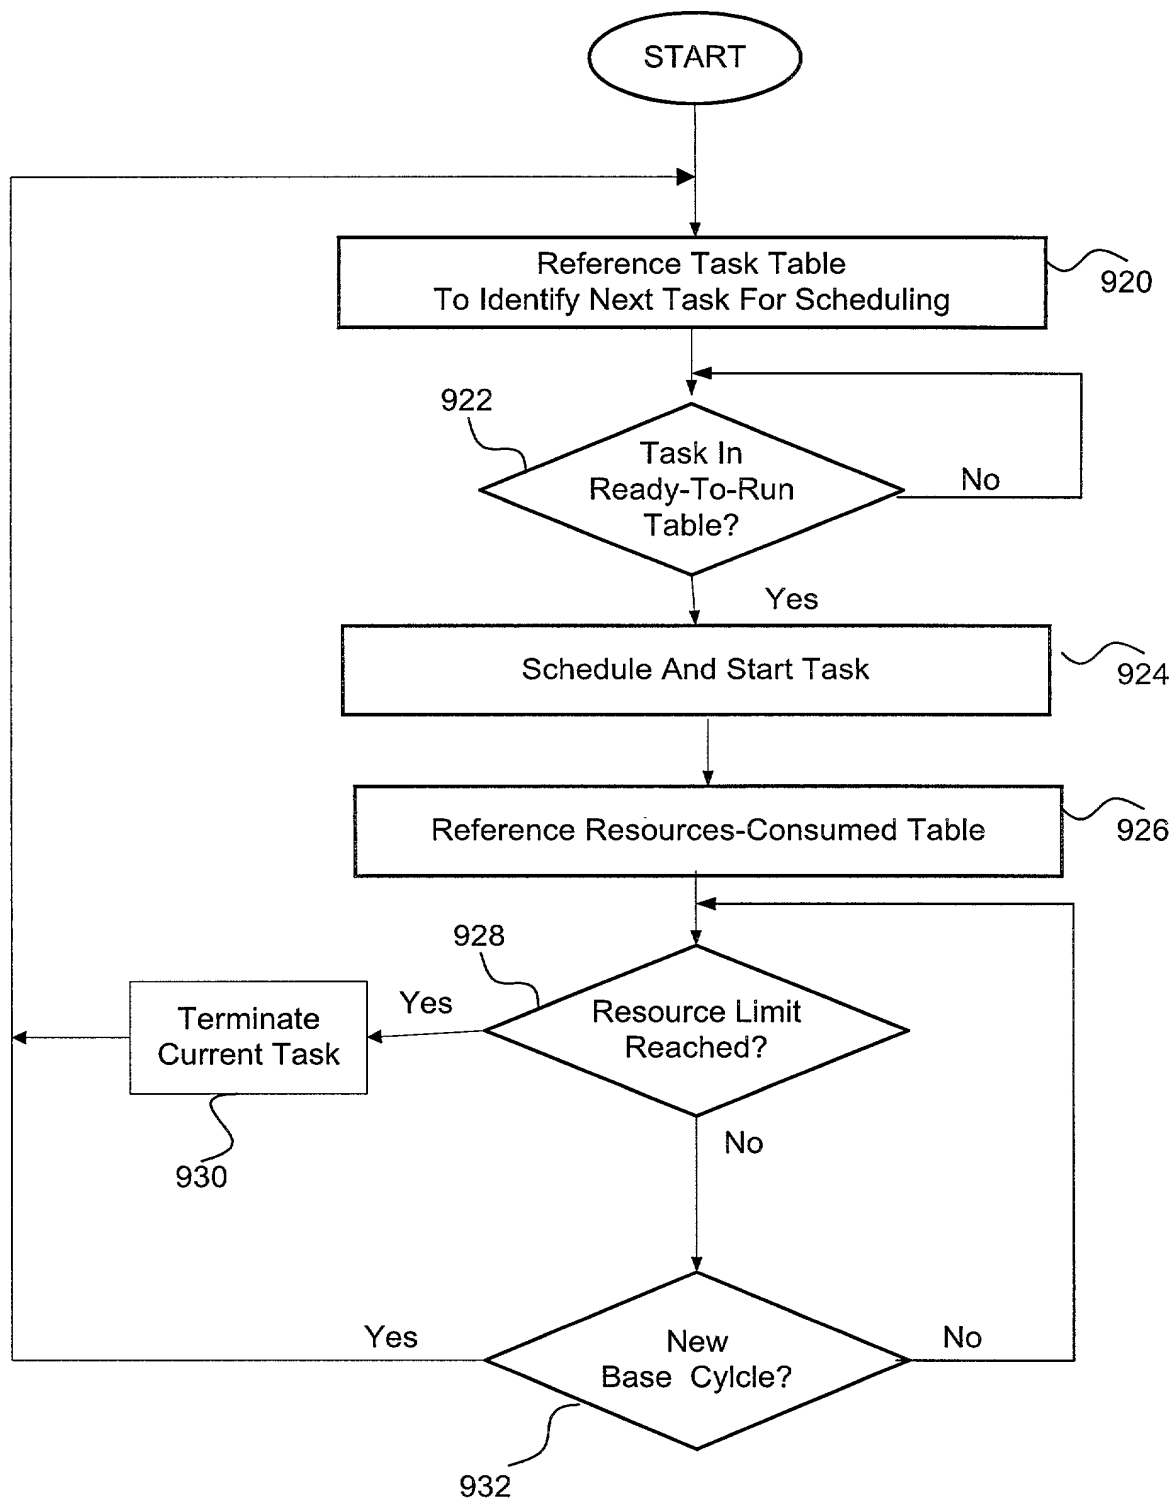 START
Reference Task Table
To Identify Next Task For Scheduling
920
922
Task In
Ready-To-Run
Table?
No
Yes
Schedule And Start Task
924
Reference Resources-Consumed Table
926
928
Resource Limit
Reached?
Yes
Terminate
Current Task
930
No
New
Base Cylcle?
Yes
No
932